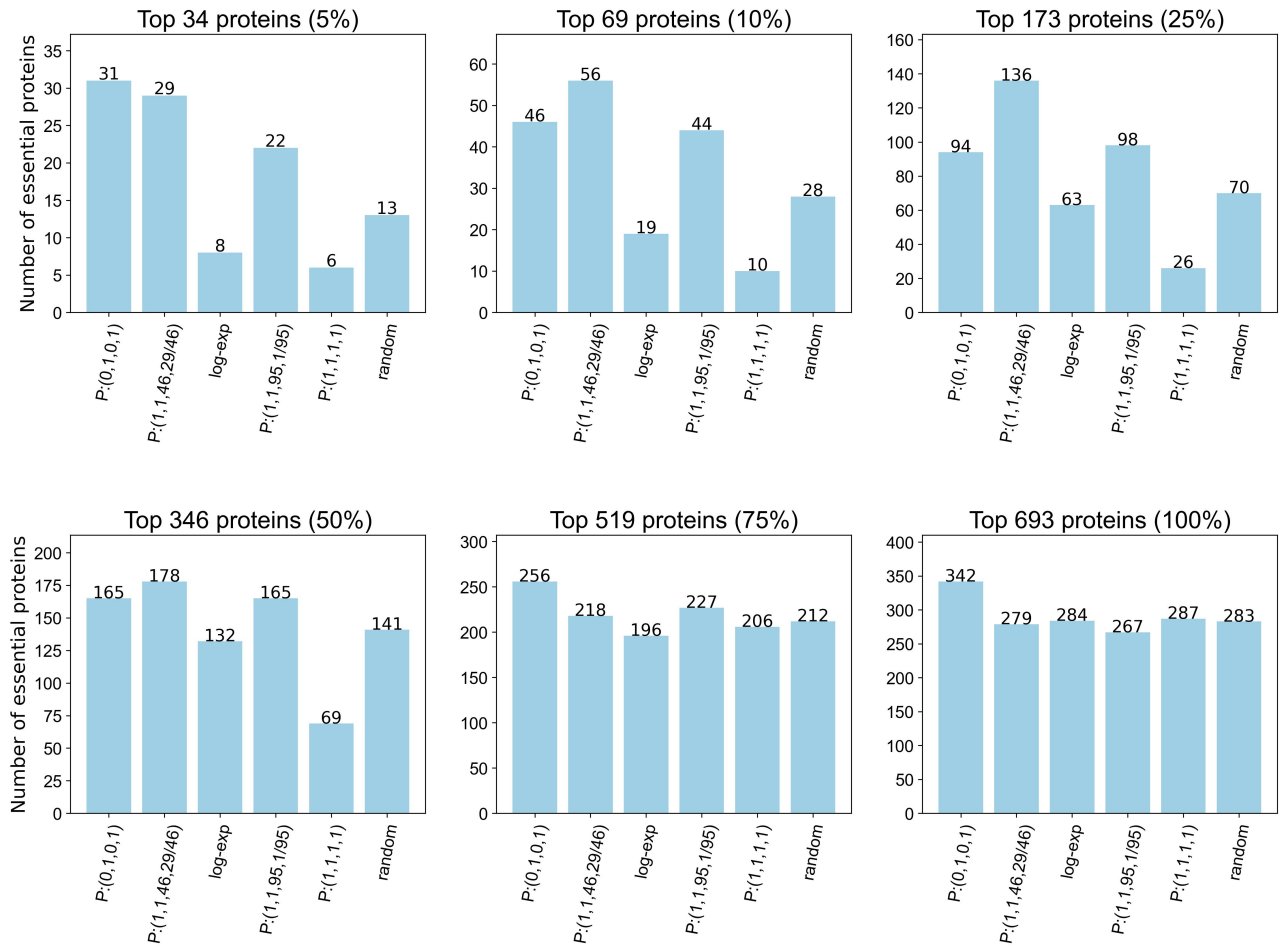 Top 34 proteins (5%)
Top 69 proteins (10%)
Top 173 proteins (25%)
Number of essential proteins
35
30
25
20
15
10
5
0
31
29
8
22
6
13
P:(0,1,0,1)
P:(1,1,46,29/46)
log-exp
P:(1,1,95,1/95)
P:(1,1,1,1)
random
60
50
40
30
20
10
0
46
56
19
44
10
28
P:(0,1,0,1)
P:(1,1,46,29/46)
log-exp
P:(1,1,95,1/95)
P:(1,1,1,1)
random
160
140
120
100
80
60
40
20
0
94
136
63
98
26
70
P:(0,1,0,1)
P:(1,1,46,29/46)
log-exp
P:(1,1,95,1/95)
P:(1,1,1,1)
random
Top 346 proteins (50%)
Top 519 proteins (75%)
Top 693 proteins (100%)
Number of essential proteins
200
175
150
125
100
75
50
25
0
165
178
132
165
69
141
P:(0,1,0,1)
P:(1,1,46,29/46)
log-exp
P:(1,1,95,1/95)
P:(1,1,1,1)
random
300
250
200
150
100
50
0
256
218
196
227
206
212
P:(0,1,0,1)
P:(1,1,46,29/46)
log-exp
P:(1,1,95,1/95)
P:(1,1,1,1)
random
400
350
300
250
200
150
100
50
0
342
279
284
267
287
283
P:(0,1,0,1)
P:(1,1,46,29/46)
log-exp
P:(1,1,95,1/95)
P:(1,1,1,1)
random